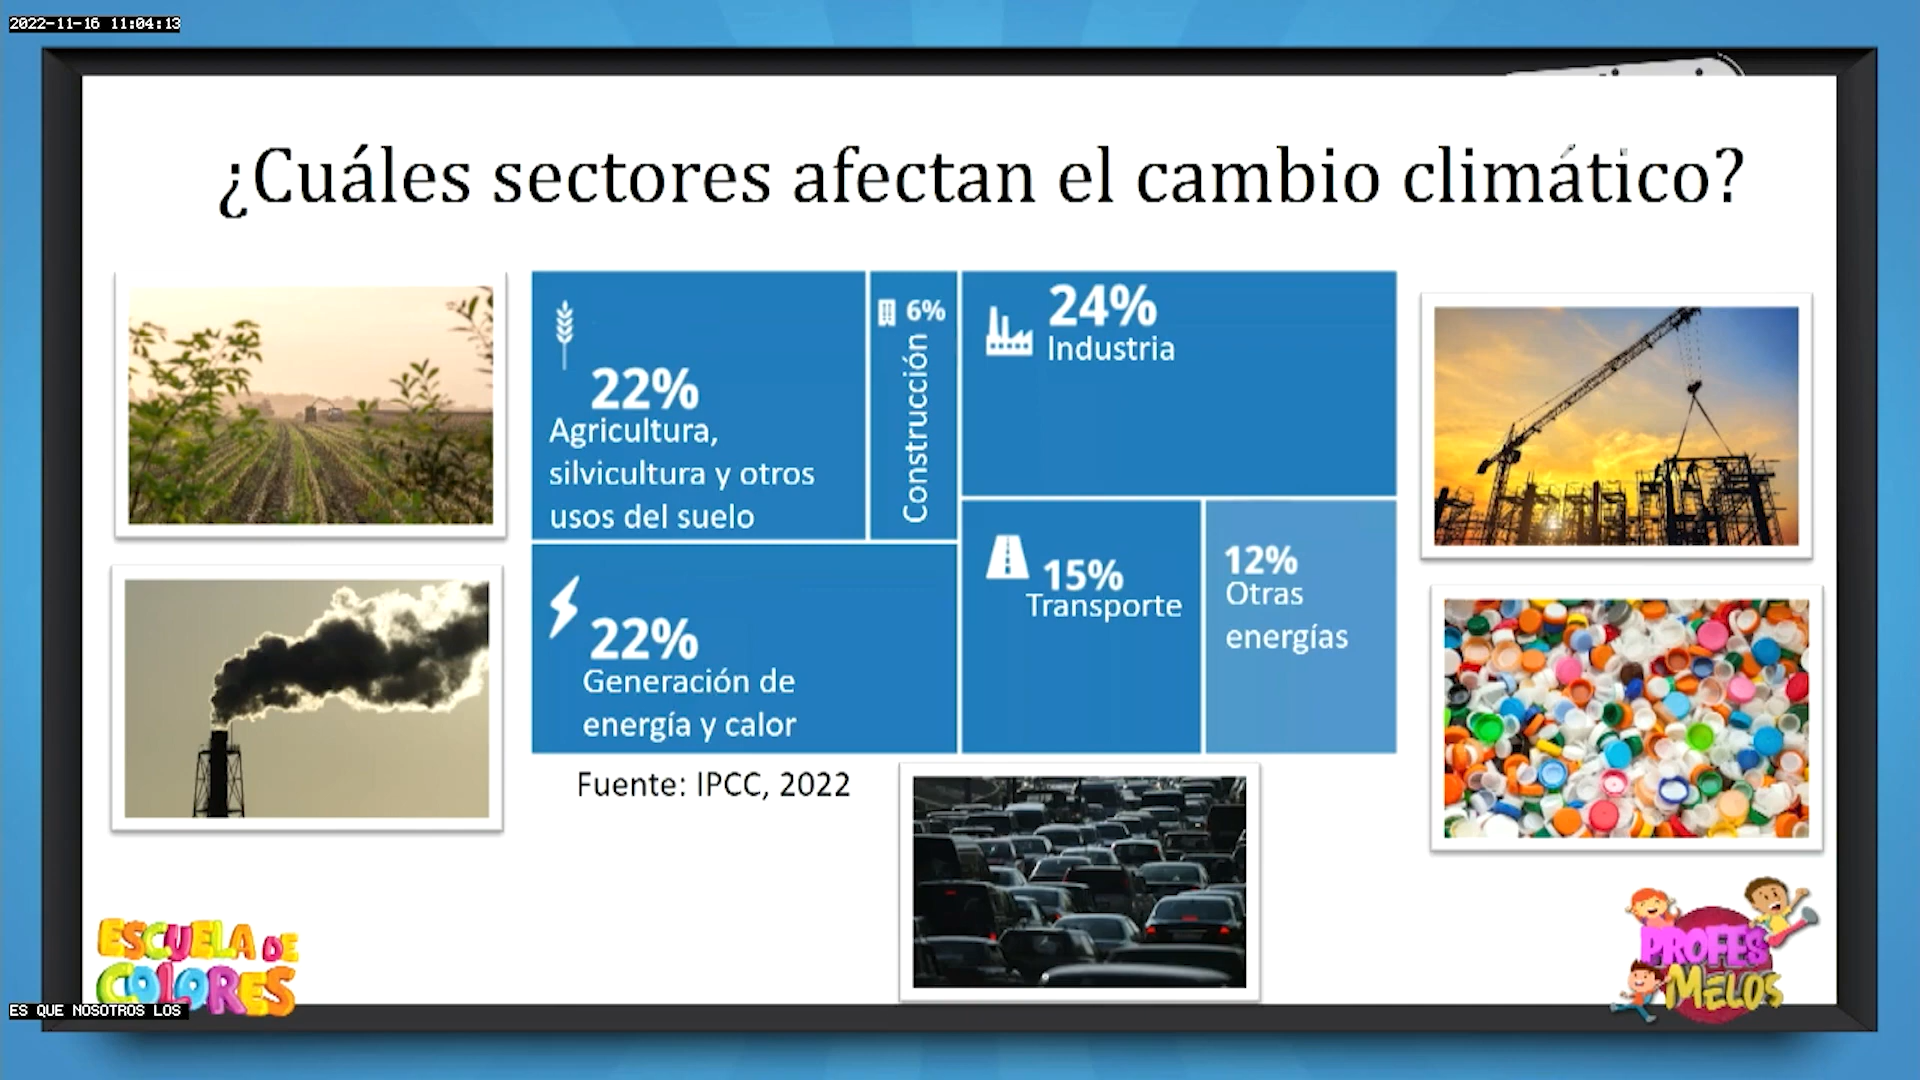 2022-11-16 11:04:13
¿Cuáles sectores afectan el cambio climático?
22%
Agricultura,
silvicultura y otros
usos del suelo
6%
Construcción
24%
Industria
22%
Generación de
energía y calor
15%
Transporte
12%
Otras
energías
Fuente: IPCC, 2022
ESCUELA DE
COLORES
PROFES
MELOS
ES QUE NOSOTROS LOS